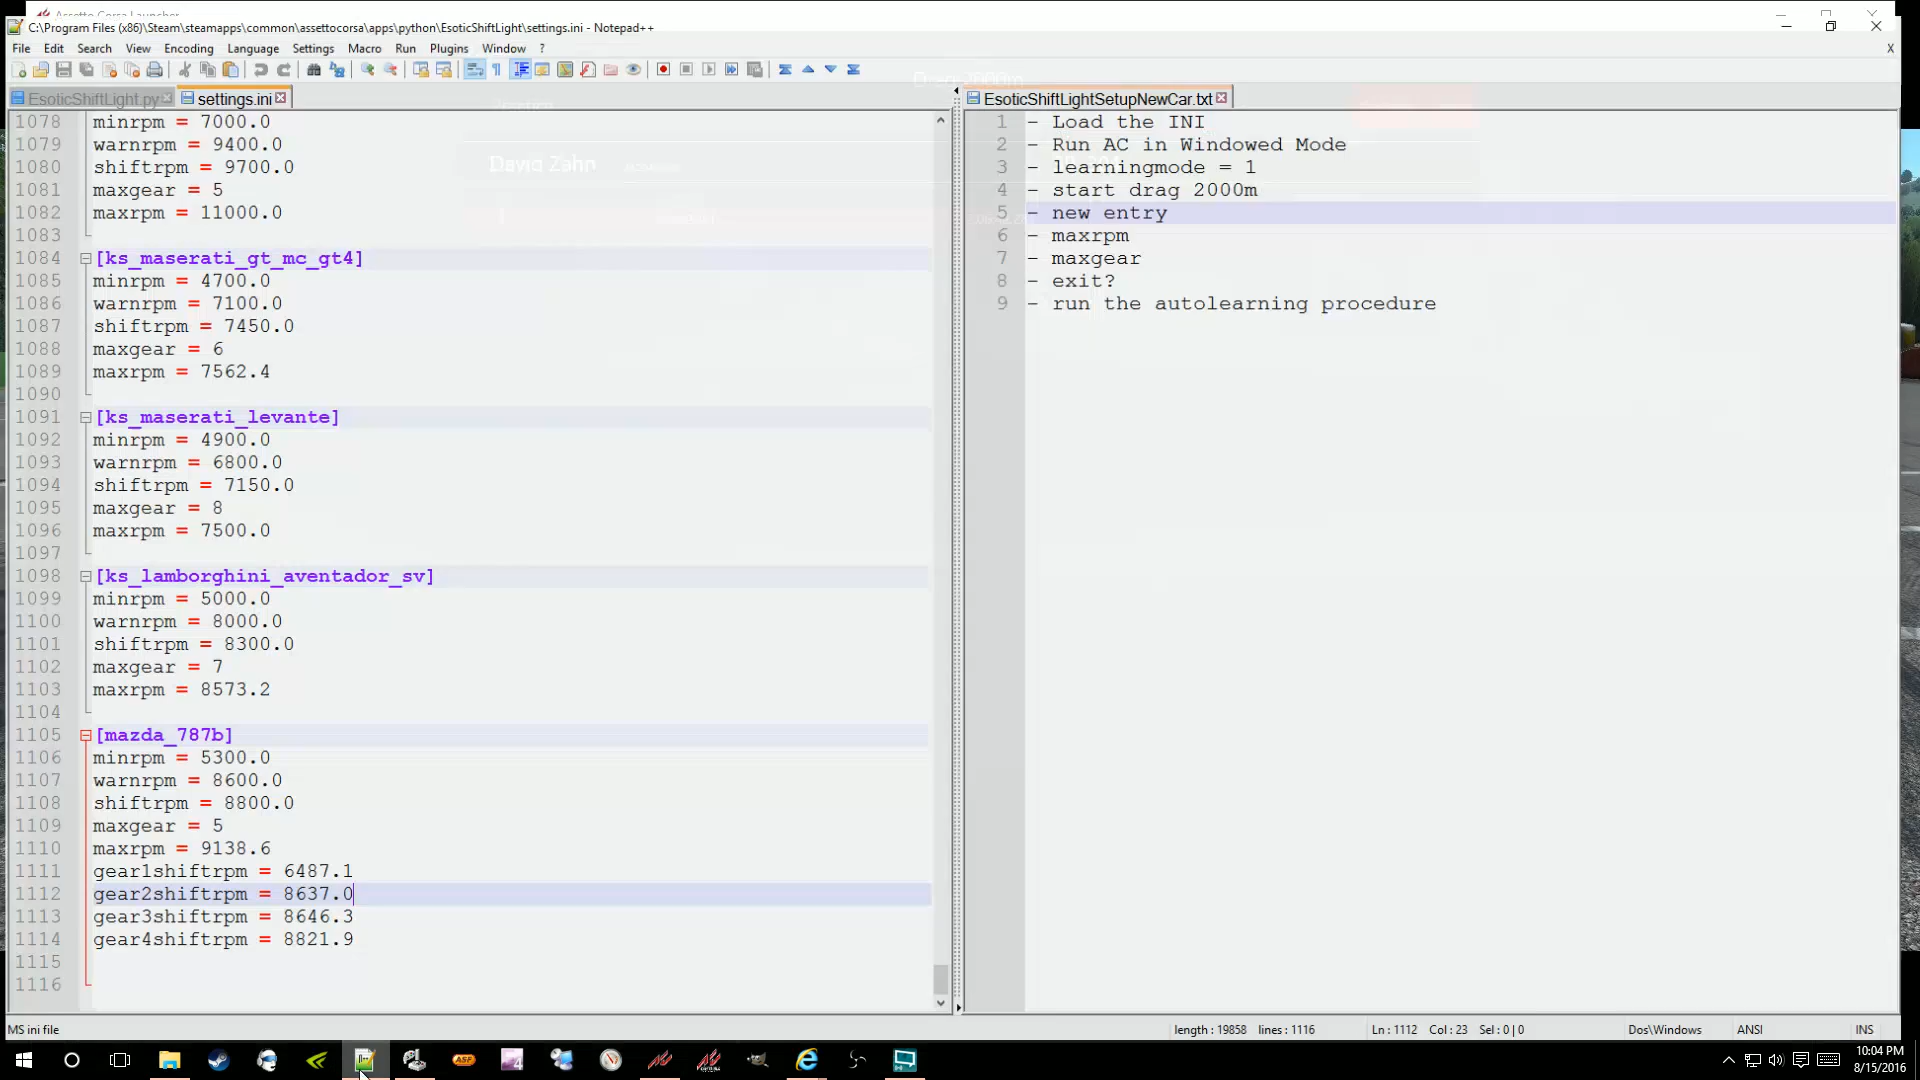 Assetto Corsa Launcher
C:\Program Files (x86)\Steam\steamapps\common\assettocorsa\apps\python\EsoticShiftLight\settings.ini - Notepad++
File Edit Search View Encoding Language Settings Macro Run Plugins Window ?
X
EsoticShiftLight.py settings.ini
EsoticShiftLightSetupNewCar.txt
1078 minrpm = 7000.0
1079 warnrpm = 9400.0
1080 shiftrpm = 9700.0
1081 maxgear = 5
1082 maxrpm = 11000.0
1083
1084 [ks_maserati_gt_mc_gt4]
1085 minrpm = 4700.0
1086 warnrpm = 7100.0
1087 shiftrpm = 7450.0
1088 maxgear = 6
1089 maxrpm = 7562.4
1090
1091 [ks_maserati_levante]
1092 minrpm = 4900.0
1093 warnrpm = 6800.0
1094 shiftrpm = 7150.0
1095 maxgear = 8
1096 maxrpm = 7500.0
1097
1098 [ks_lamborghini_aventador_sv]
1099 minrpm = 5000.0
1100 warnrpm = 8000.0
1101 shiftrpm = 8300.0
1102 maxgear = 7
1103 maxrpm = 8573.2
1104
1105 [mazda_787b]
1106 minrpm = 5300.0
1107 warnrpm = 8600.0
1108 shiftrpm = 8800.0
1109 maxgear = 5
1110 maxrpm = 9138.6
1111 gear1shiftrpm = 6487.1
1112 gear2shiftrpm = 8637.0
1113 gear3shiftrpm = 8646.3
1114 gear4shiftrpm = 8821.9
1115
1116
David Zahn
1 - Load the INI
2 - Run AC in Windowed Mode
3 - learningmode = 1
4 - start drag 2000m
5 - new entry
6 - maxrpm
7 - maxgear
8 - exit?
9 - run the autolearning procedure
MS ini file
length : 19858 lines : 1116
Ln : 1112 Col : 23 Sel : 0 | 0
Dos\Windows
ANSI
INS
ASF
10:04 PM
8/15/2016